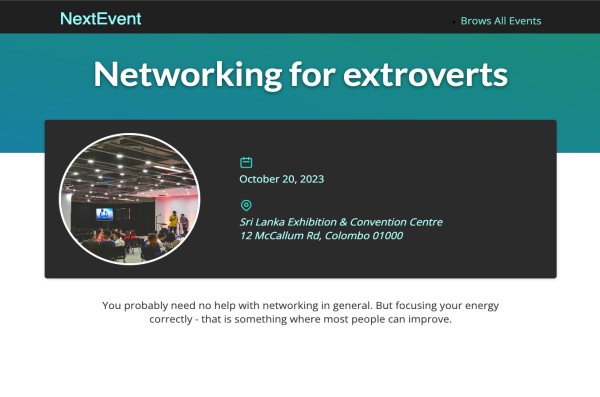 NextEvent
Brows All Events
Networking for extroverts
October 20, 2023
Sri Lanka Exhibition & Convention Centre
12 McCallum Rd, Colombo 01000
You probably need no help with networking in general. But focusing your energy
correctly - that is something where most people can improve.